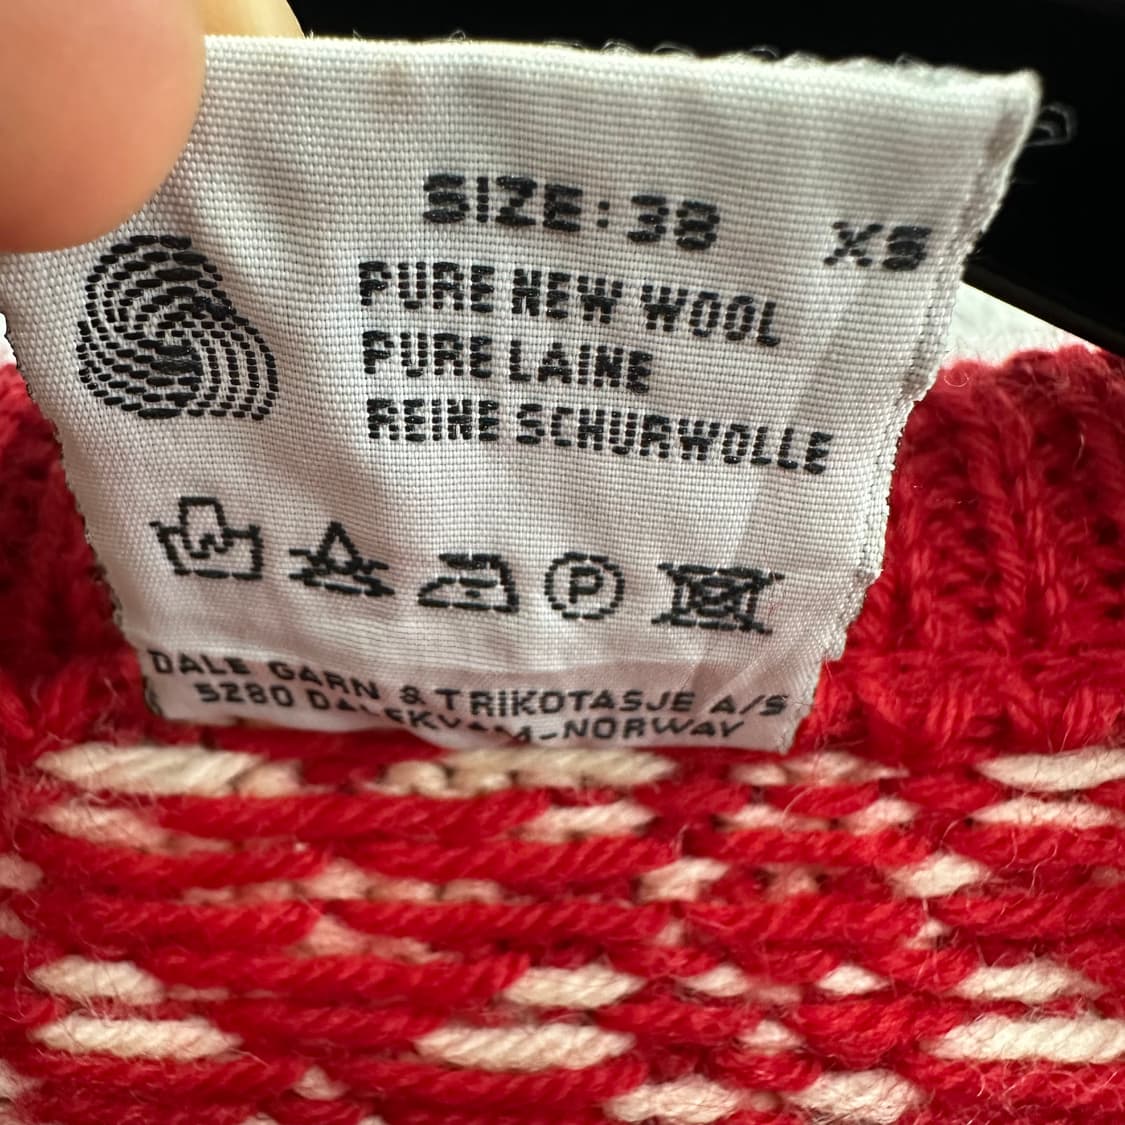 SIZE: 38 XS
PURE NEW WOOL
PURE LAINE
REINE SCHURWOLLE
P
DALE GARN & TRIKOTASJE A/S
5280 DALEKVAM-NORWAY